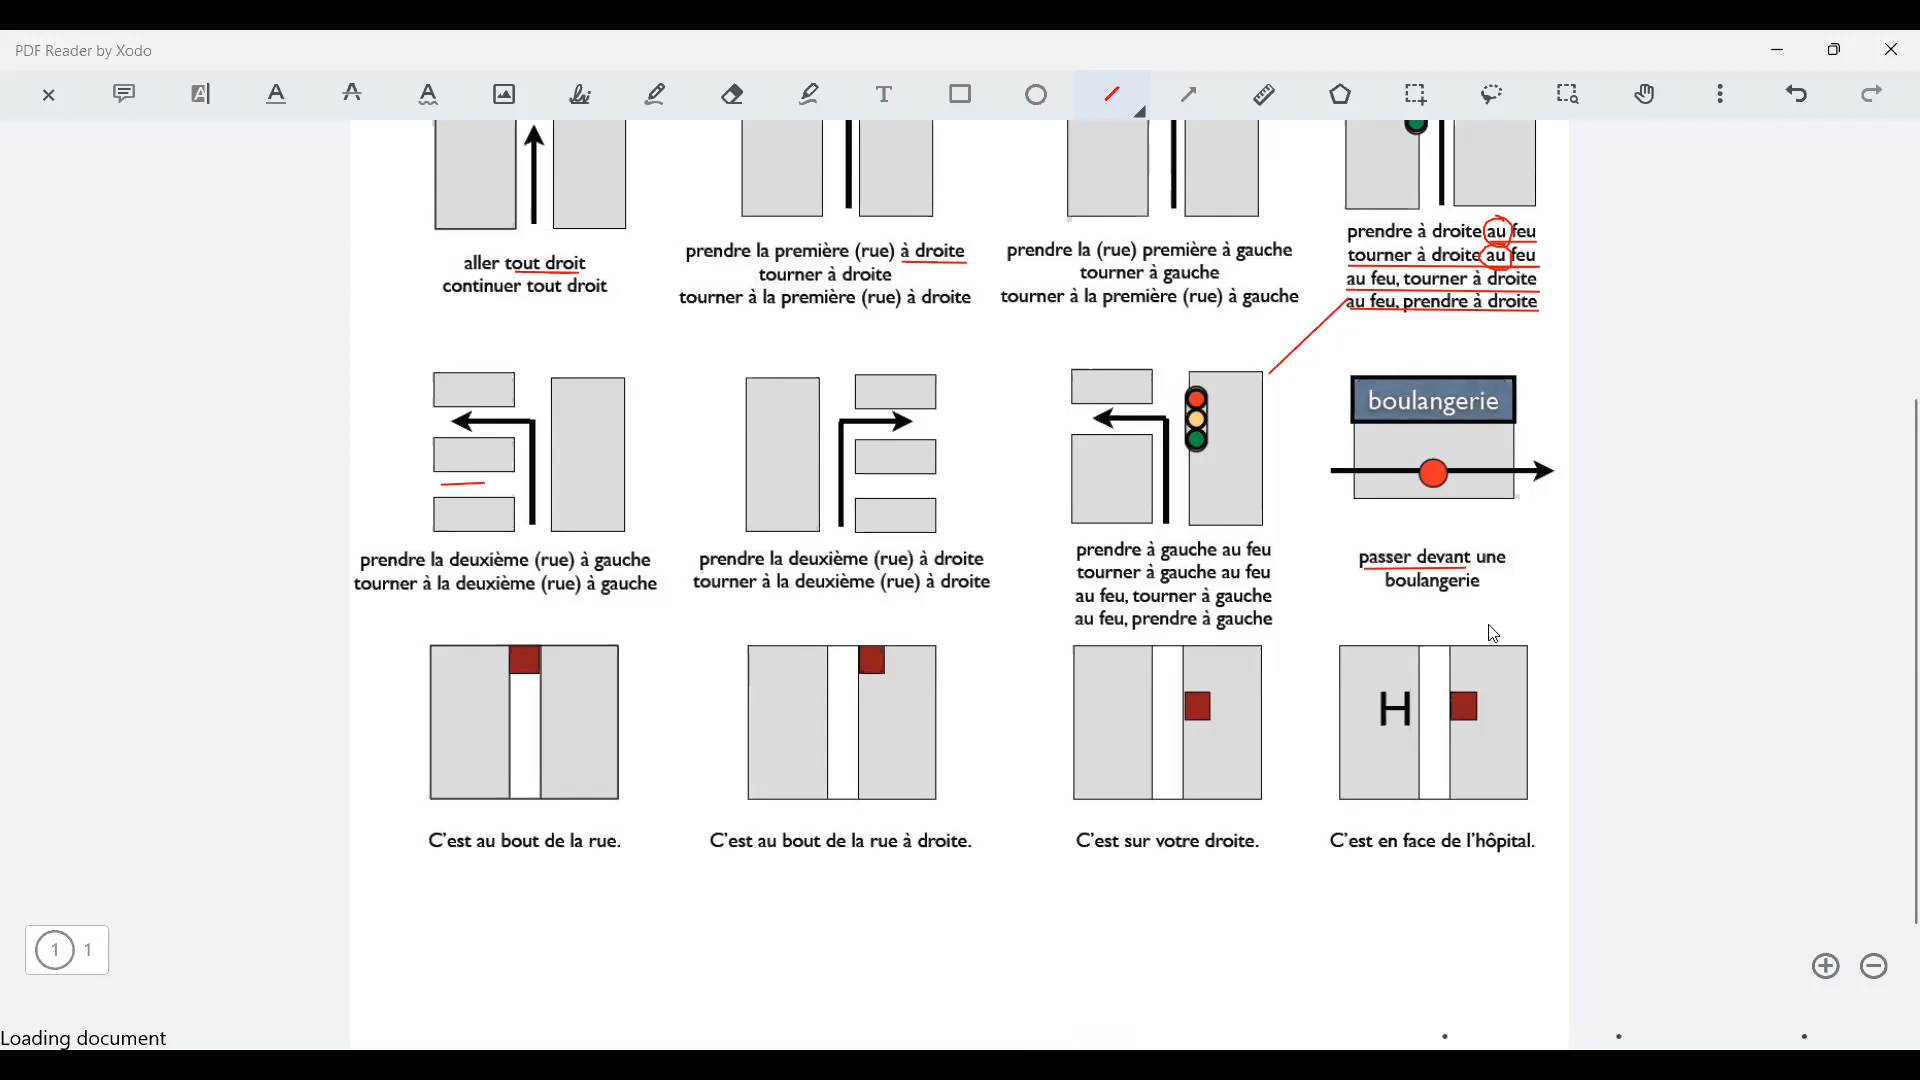 PDF Reader by Xodo
aller tout droit
continuer tout droit
prendre la première (rue) à droite
tourner à droite
tourner à la première (rue) à droite
prendre la (rue) première à gauche
tourner à gauche
tourner à la première (rue) à gauche
prendre à droite au feu
tourner à droite au feu
au feu, tourner à droite
au feu, prendre à droite
prendre la deuxième (rue) à gauche
tourner à la deuxième (rue) à gauche
prendre la deuxième (rue) à droite
tourner à la deuxième (rue) à droite
prendre à gauche au feu
tourner à gauche au feu
au feu, tourner à gauche
au feu, prendre à gauche
boulangerie
passer devant une
boulangerie
H
C'est au bout de la rue.
C'est au bout de la rue à droite.
C'est sur votre droite.
C'est en face de l'hôpital.
1 1
Loading document